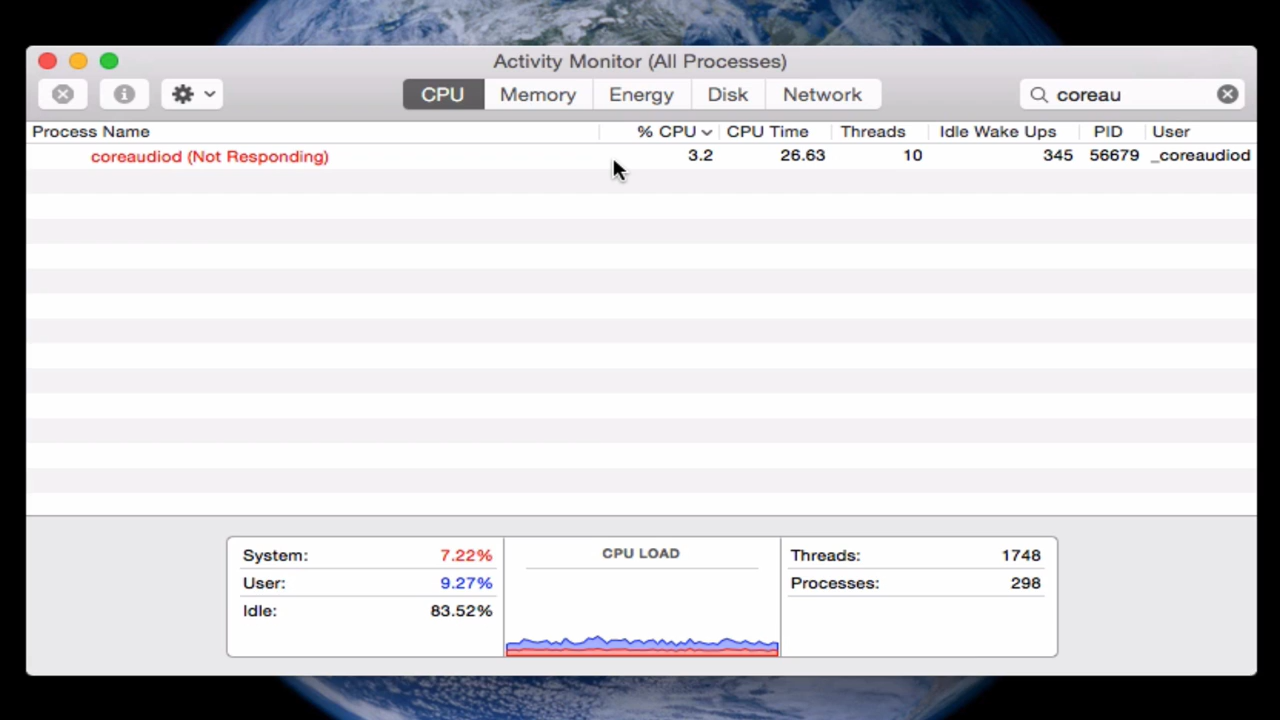 Activity Monitor (All Processes)
CPU Memory Energy Disk Network coreau
Process Name % CPU CPU Time Threads Idle Wake Ups PID User
coreaudiod (Not Responding) 3.2 26.63 10 345 56679 _coreaudiod
System: 7.22% CPU LOAD Threads: 1748
User: 9.27% Processes: 298
Idle: 83.52%